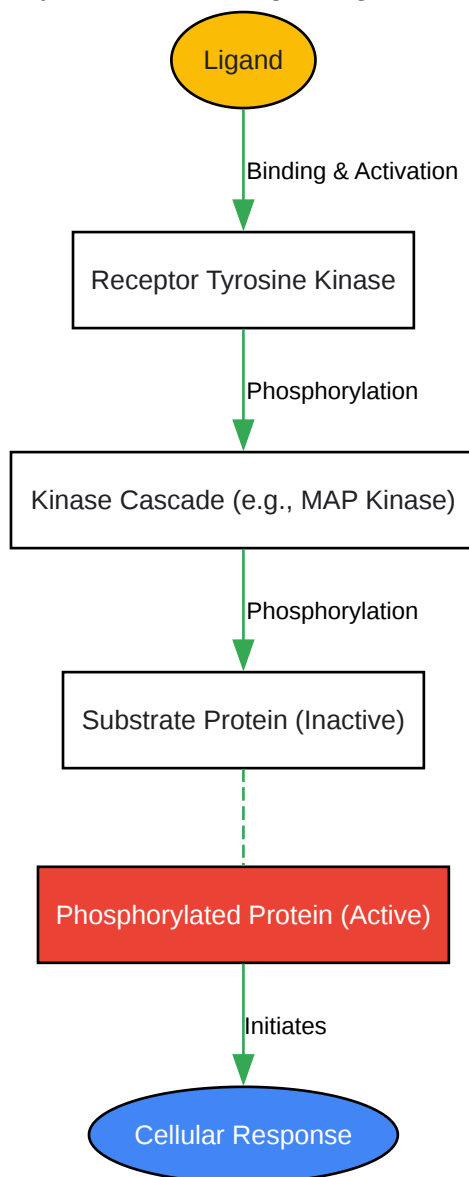 Ligand
Binding & Activation
Receptor Tyrosine Kinase
Phosphorylation
Kinase Cascade (e.g., MAP Kinase)
Phosphorylation
Substrate Protein (Inactive)
Phosphorylated Protein (Active)
Initiates
Cellular Response